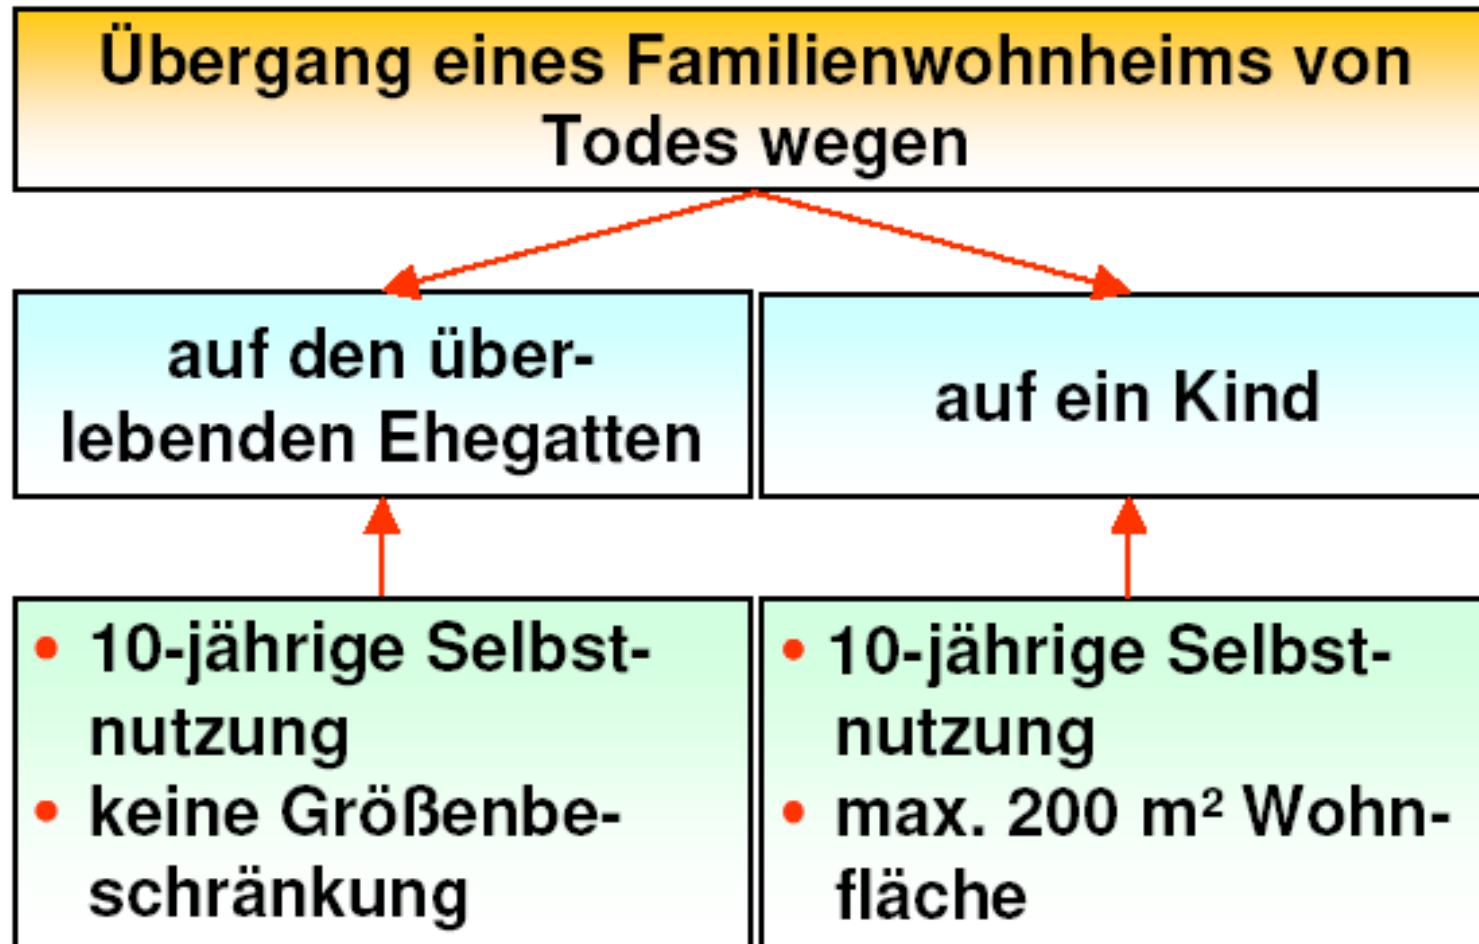 Übergang eines Familienwohnheims von
Todes wegen
auf den über-
lebenden Ehegatten
auf ein Kind
• 10-jährige Selbst-
nutzung
• keine Größenbe-
schränkung
• 10-jährige Selbst-
nutzung
• max. 200 m² Wohn-
fläche